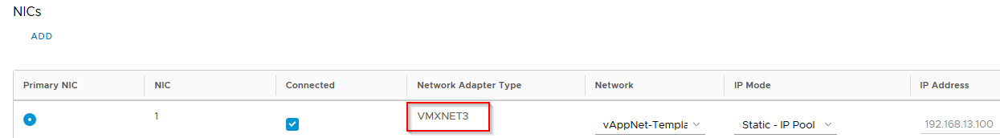 NICs
ADD
Primary NIC NIC Connected Network Adapter Type Network IP Mode IP Address
1 VMXNET3 vAppNet-Templa Static - IP Pool 192.168.13.100